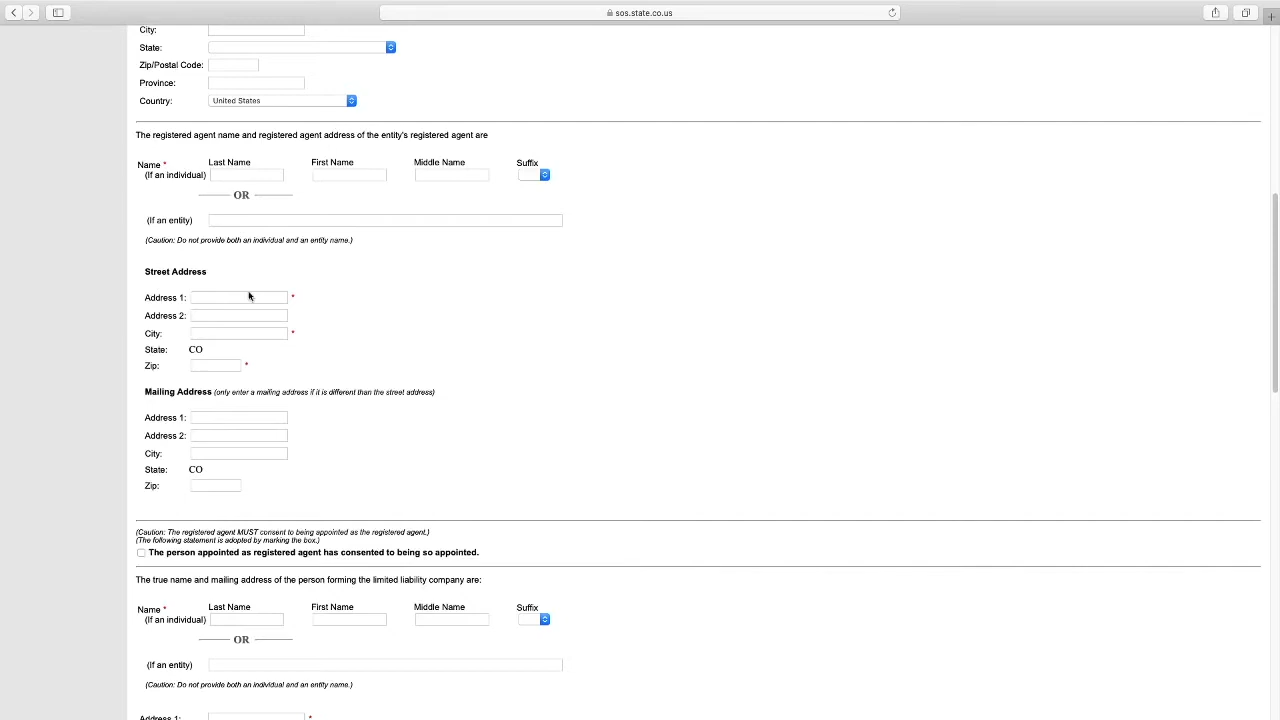 sos.state.co.us
City:
State:
Zip/Postal Code:
Province:
Country: United States
The registered agent name and registered agent address of the entity's registered agent are
Last Name First Name Middle Name Suffix
Name *
(If an individual)
OR
(If an entity)
(Caution: Do not provide both an individual and an entity name.)
Street Address
Address 1: *
Address 2:
City: *
State: CO
Zip: *
Mailing Address (only enter a mailing address if it is different than the street address)
Address 1:
Address 2:
City:
State: CO
Zip:
(Caution: The registered agent MUST consent to being appointed as the registered agent.)
(The following statement is adopted by marking the box.)
The person appointed as registered agent has consented to being so appointed.
The true name and mailing address of the person forming the limited liability company are:
Last Name First Name Middle Name Suffix
Name *
(If an individual)
OR
(If an entity)
(Caution: Do not provide both an individual and an entity name.)
Address 1: *